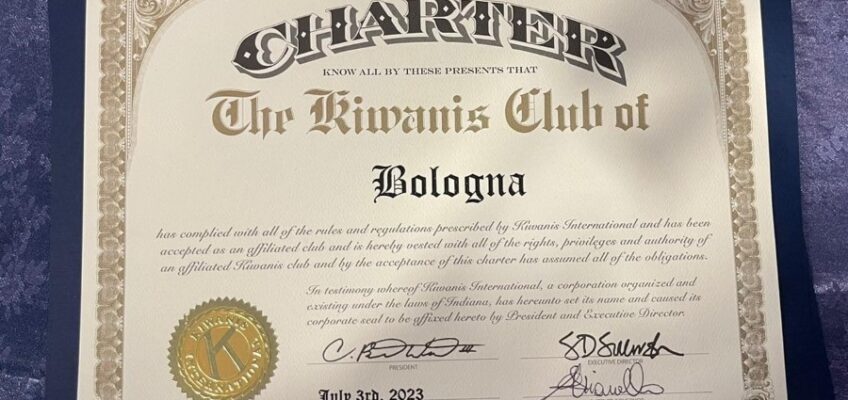 CHARTER
KNOW ALL BY THESE PRESENTS THAT
The Kiwanis Club of
Bologna
has complied with all of the rules and regulations prescribed by Kiwanis International and has been
accepted as an affiliated club and is hereby vested with all of the rights, privileges and authority of
an affiliated Kiwanis club and by the acceptance of this charter has assumed all of the obligations.
In testimony whereof Kiwanis International, a corporation organized and
existing under the laws of Indiana, has hereunto set its name and caused its
corporate seal to be affixed hereto by President and Executive Director.
KIWANIS
K
INTERNATIONAL
PRESIDENT
EXECUTIVE DIRECTOR
July 3rd, 2023